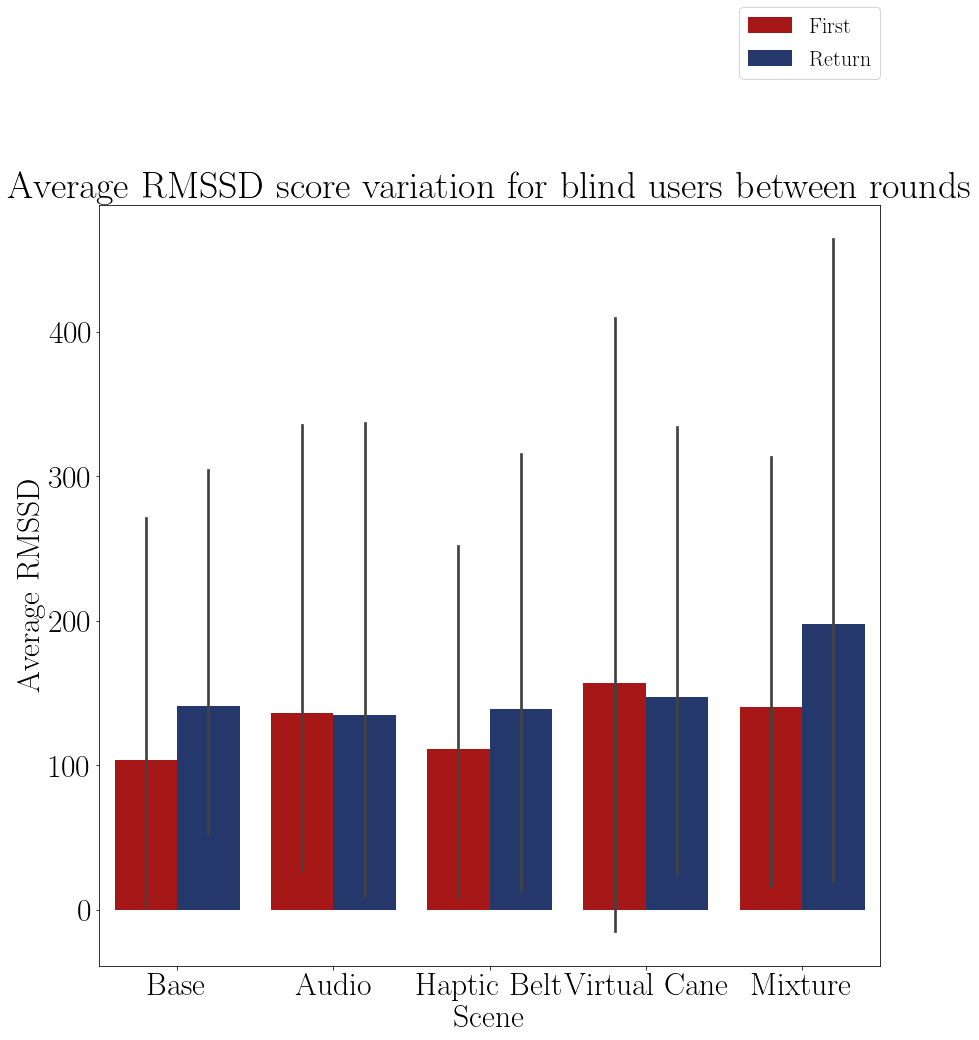 First
Return
Average RMSSD score variation for blind users between rounds
Average RMSSD
400
300
200
100
0
Base
Audio
Haptic Belt
Virtual Cane
Mixture
Scene